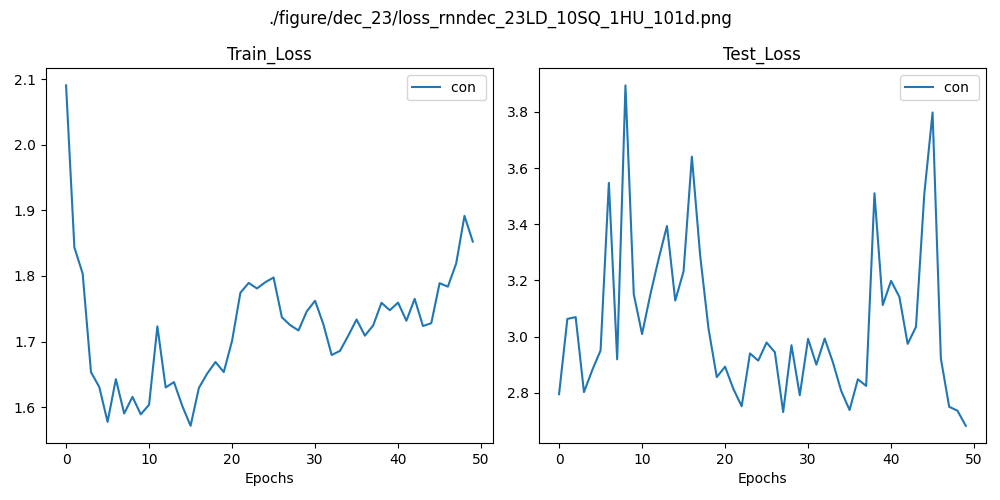 ./figure/dec_23/loss_rnndec_23LD_10SQ_1HU_101d.png
Train_Loss
con
2.1
2.0
1.9
1.8
1.7
1.6
0 10 20 30 40 50
Epochs
Test_Loss
con
3.8
3.6
3.4
3.2
3.0
2.8
0 10 20 30 40 50
Epochs